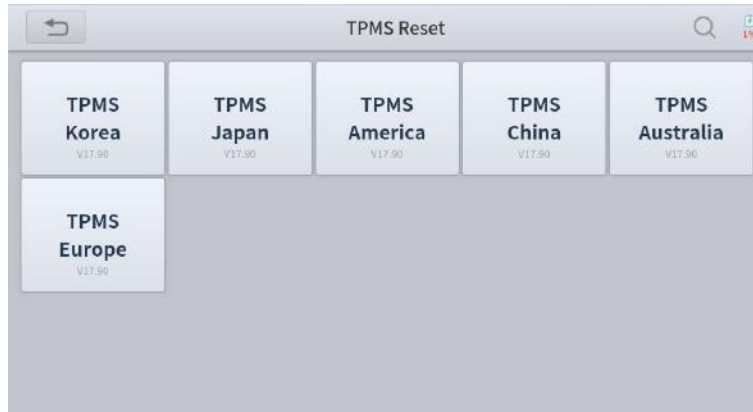 TPMS Reset
TPMS
Korea
V17.90
TPMS
Japan
V17.90
TPMS
America
V17.90
TPMS
China
V17.90
TPMS
Australia
V17.90
TPMS
Europe
V17.90